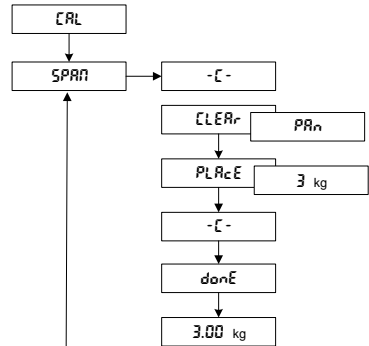 CAL
SPAN
-C-
CLEAr
PAn
PLAcE
3 kg
-C-
donE
3.00 kg